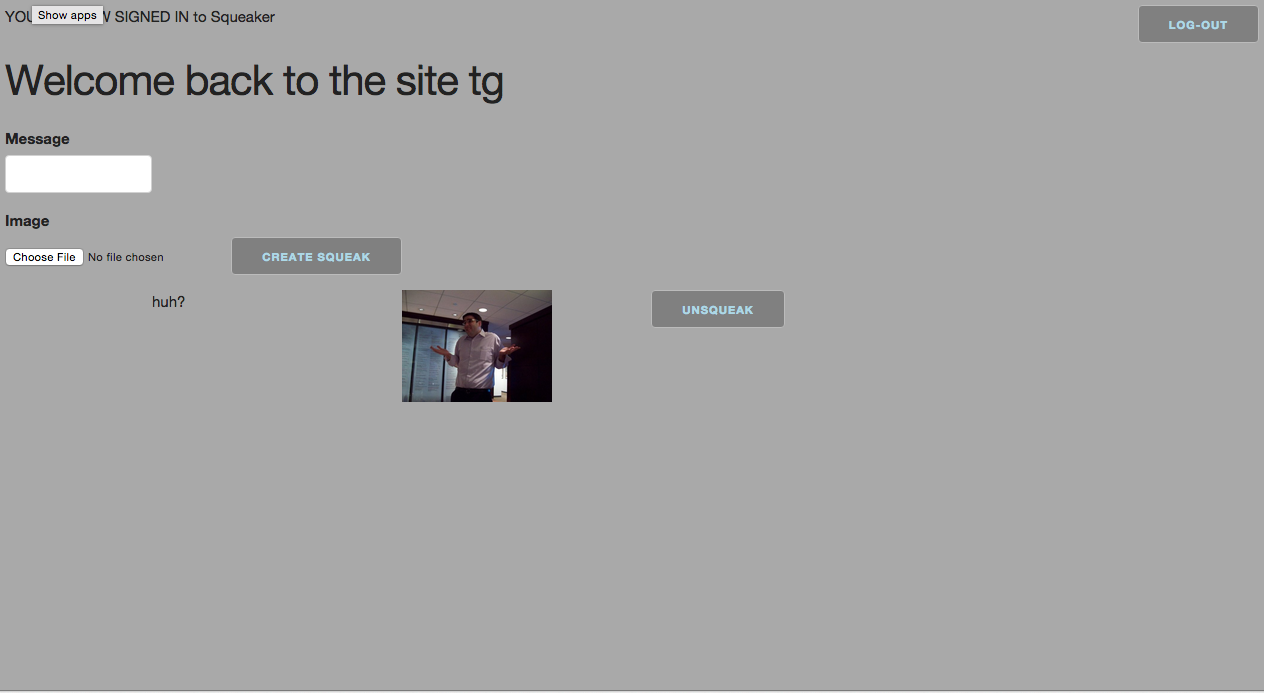 YOU Show apps W SIGNED IN to Squeaker
LOG-OUT
Welcome back to the site tg
Message
Image
Choose File No file chosen
CREATE SQUEAK
huh?
UNSQUEAK